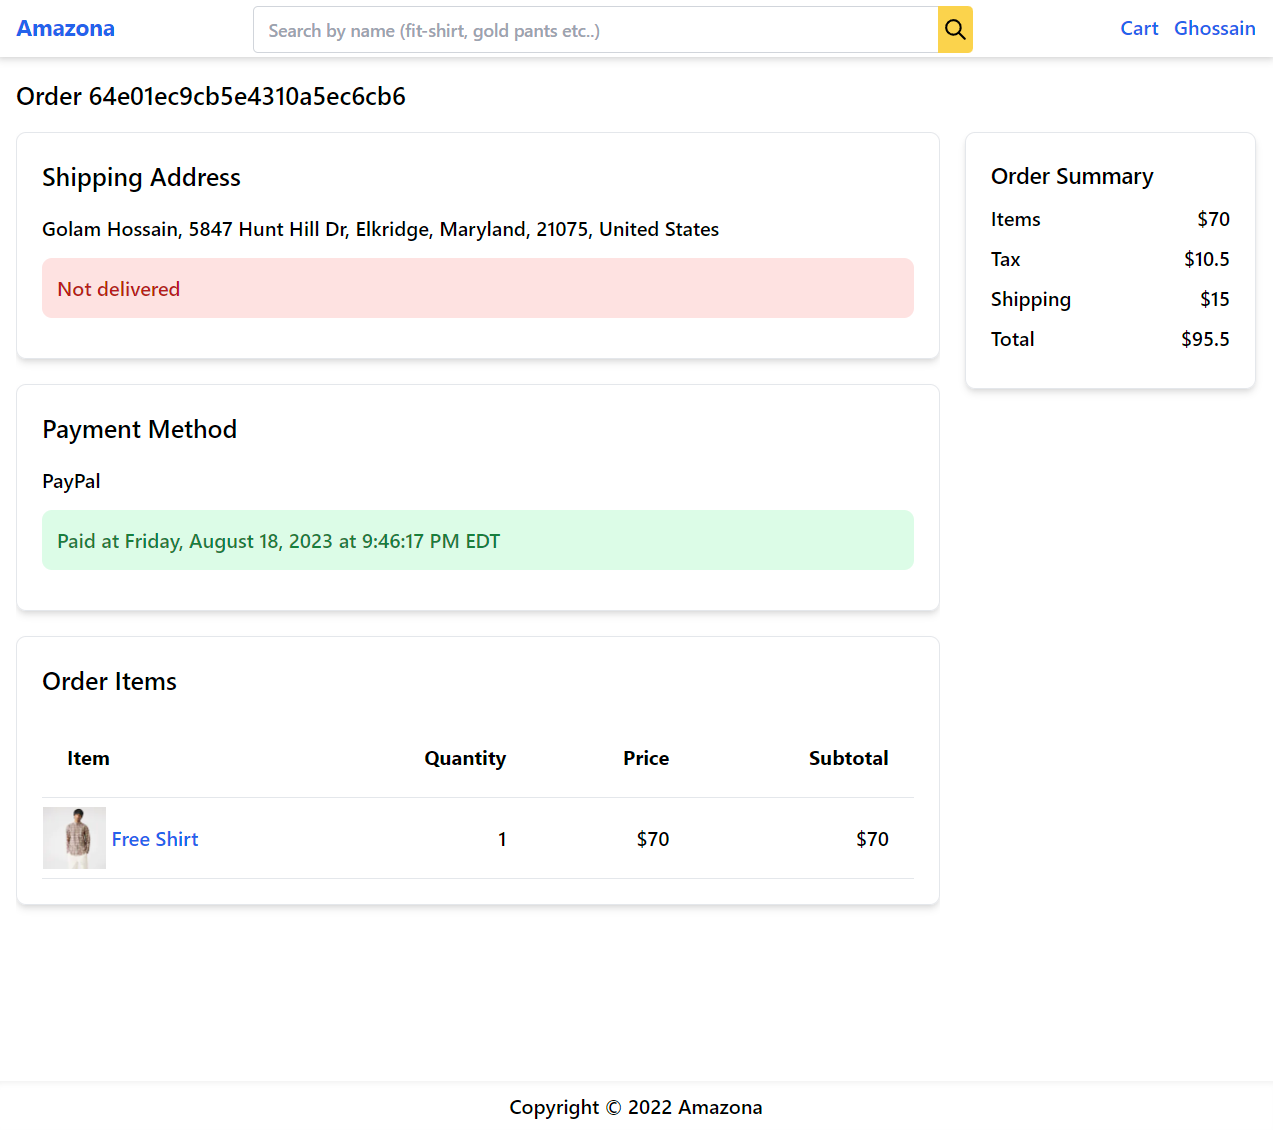 Amazona
Search by name (fit-shirt, gold pants etc..)
Cart Ghossain
Order 64e01ec9cb5e4310a5ec6cb6
Shipping Address
Golam Hossain, 5847 Hunt Hill Dr, Elkridge, Maryland, 21075, United States
Not delivered
Payment Method
PayPal
Paid at Friday, August 18, 2023 at 9:46:17 PM EDT
Order Items
Item Quantity Price Subtotal
Free Shirt 1 $70 $70
Order Summary
Items $70
Tax $10.5
Shipping $15
Total $95.5
Copyright © 2022 Amazona